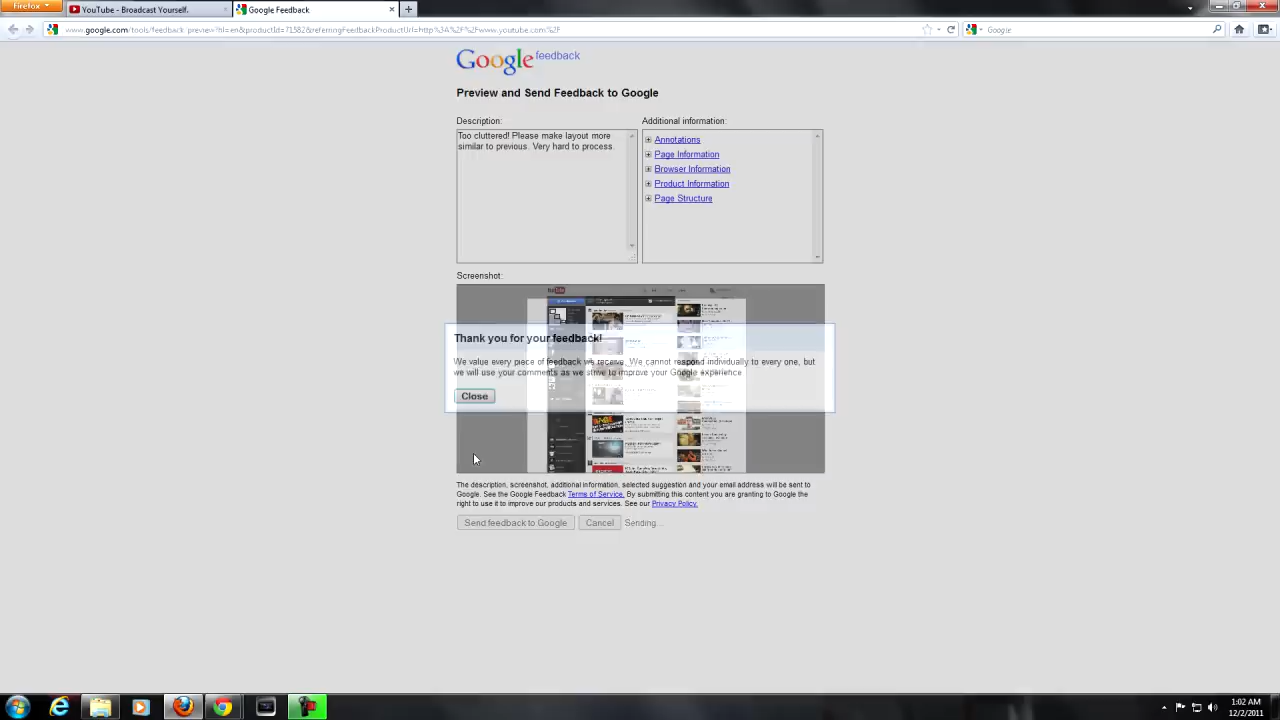 Firefox
YouTube - Broadcast Yourself.
Google Feedback
Google
Google feedback
Preview and Send Feedback to Google
Description:
Additional information:
Too cluttered! Please make layout more
similar to previous. Very hard to process.
Annotations
Page Information
Browser Information
Product Information
Page Structure
Screenshot:
Thank you for your feedback!
We value every piece of feedback we receive. We cannot respond individually to every one, but
we will use your comments as we strive to improve your Google experience
Close
The description, screenshot, additional information, selected suggestion and your email address will be sent to
Google. See the Google Feedback Terms of Service. By submitting this content you are granting to Google the
right to use it to improve our products and services. See our Privacy Policy.
Send feedback to Google
Cancel
Sending...
1:02 AM
12/2/2011